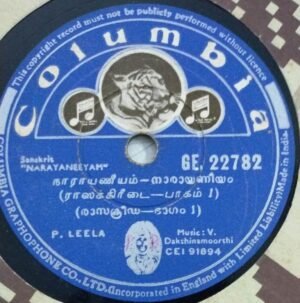 This copyright record must not be publicly performed without licence
Columbia
Sanskrit
"NARAYANEEYAM"
GE. 22782
நாராயணீயம்–നാരായണീയം
(ராஸக்ரீடை–பாகம் 1)
(രാസക്രീഡ–ഭാഗം 1)
P. LEELA
Music: V.
Dakshinamoorthi
CEI 91894
COLUMBIA GRAPHOPHONE CO., LTD. (Incorporated in England with Limited Liability) Made in India